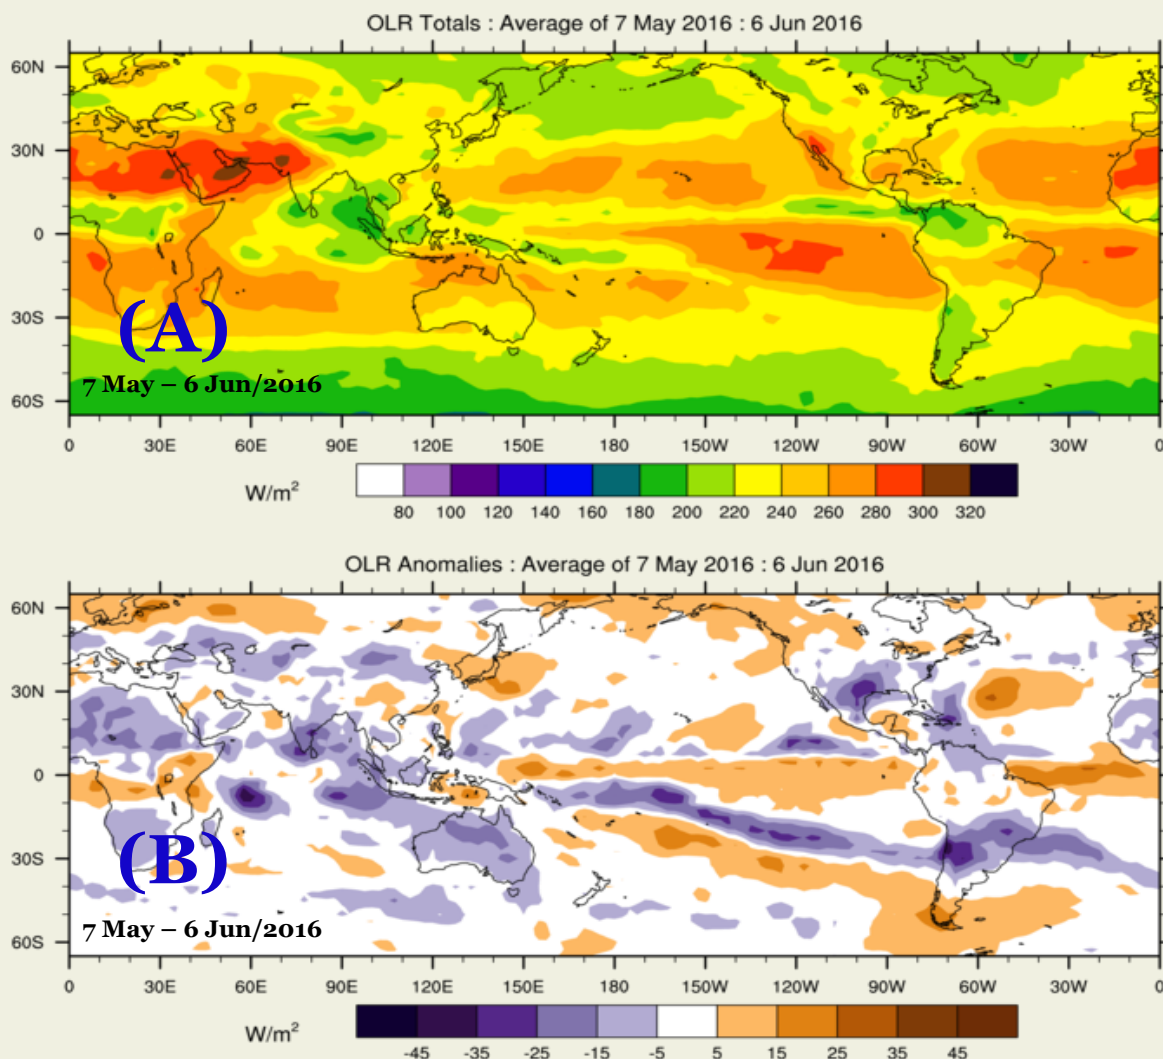 OLR Totals : Average of 7 May 2016 : 6 Jun 2016
60N
30N
0
30S
60S
(A)
7 May – 6 Jun/2016
0 30E 60E 90E 120E 150E 180 150W 120W 90W 60W 30W 0
W/m²
80 100 120 140 160 180 200 220 240 260 280 300 320
OLR Anomalies : Average of 7 May 2016 : 6 Jun 2016
60N
30N
0
30S
60S
(B)
7 May – 6 Jun/2016
0 30E 60E 90E 120E 150E 180 150W 120W 90W 60W 30W 0
W/m²
-45 -35 -25 -15 -5 5 15 25 35 45